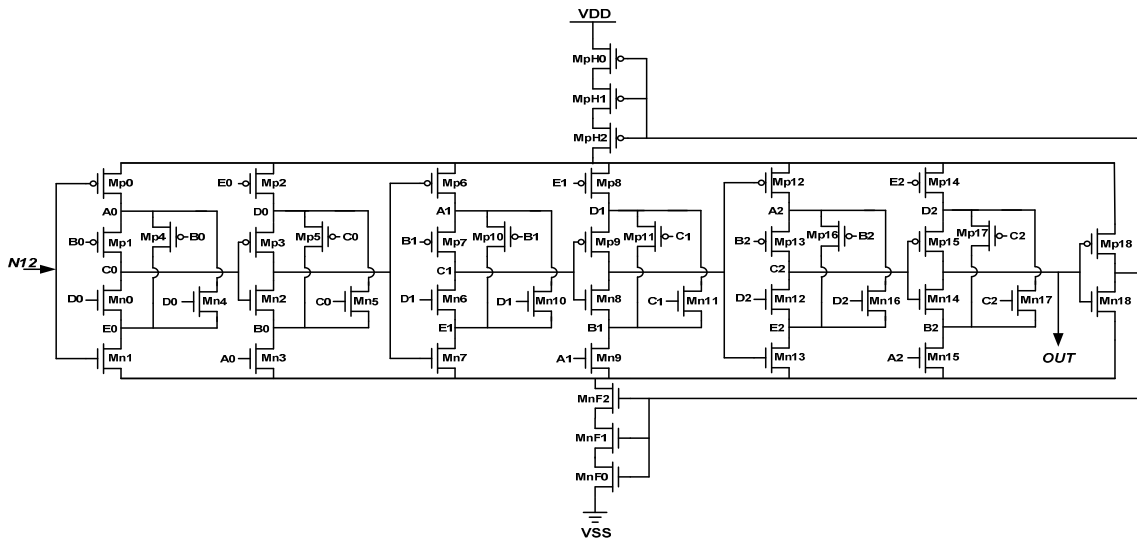 VDD
MpH0
MpH1
MpH2
Mp0
E0
Mp2
Mp6
E1
Mp8
Mp12
E2
Mp14
A0
D0
A1
D1
A2
D2
B0
Mp1
Mp4
B0
Mp3
Mp5
C0
B1
Mp7
Mp10
B1
Mp9
Mp11
C1
B2
Mp13
Mp16
B2
Mp15
Mp17
C2
Mp18
N12
C0
C1
C2
D0
Mn0
D0
Mn4
Mn2
C0
Mn5
D1
Mn6
D1
Mn10
Mn8
C1
Mn11
D2
Mn12
D2
Mn16
Mn14
C2
Mn17
Mn18
E0
B0
E1
B1
E2
B2
Mn1
A0
Mn3
Mn7
A1
Mn9
Mn13
A2
Mn15
OUT
MnF2
MnF1
MnF0
VSS